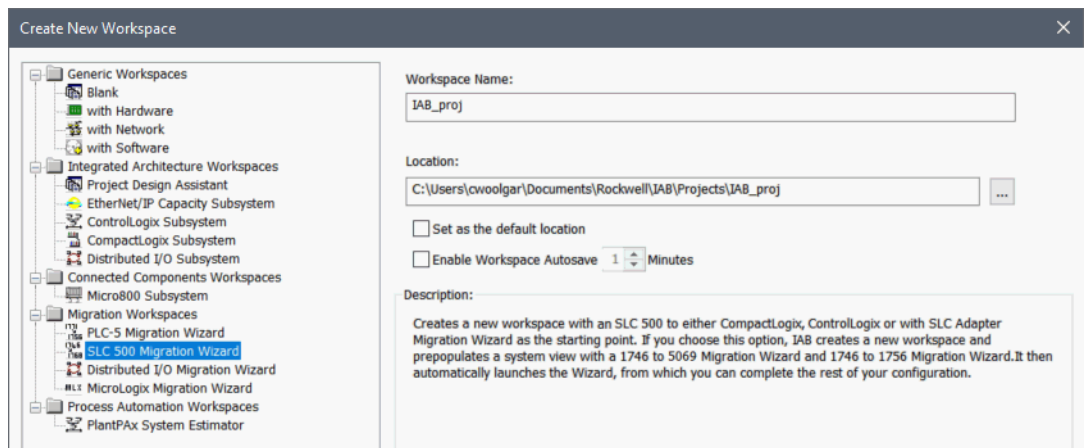 Create New Workspace
Generic Workspaces
Blank
with Hardware
with Network
with Software
Integrated Architecture Workspaces
Project Design Assistant
EtherNet/IP Capacity Subsystem
ControlLogix Subsystem
CompactLogix Subsystem
Distributed I/O Subsystem
Connected Components Workspaces
Micro800 Subsystem
Migration Workspaces
PLC-5 Migration Wizard
SLC 500 Migration Wizard
Distributed I/O Migration Wizard
MLX MicroLogix Migration Wizard
Process Automation Workspaces
PlantPAx System Estimator
Workspace Name:
IAB_proj
Location:
C:\Users\cwoolgar\Documents\Rockwell\IAB\Projects\IAB_proj
...
Set as the default location
Enable Workspace Autosave 1 Minutes
Description:
Creates a new workspace with an SLC 500 to either CompactLogix, ControlLogix or with SLC Adapter
Migration Wizard as the starting point. If you choose this option, IAB creates a new workspace and
prepopulates a system view with a 1746 to 5069 Migration Wizard and 1746 to 1756 Migration Wizard.It then
automatically launches the Wizard, from which you can complete the rest of your configuration.